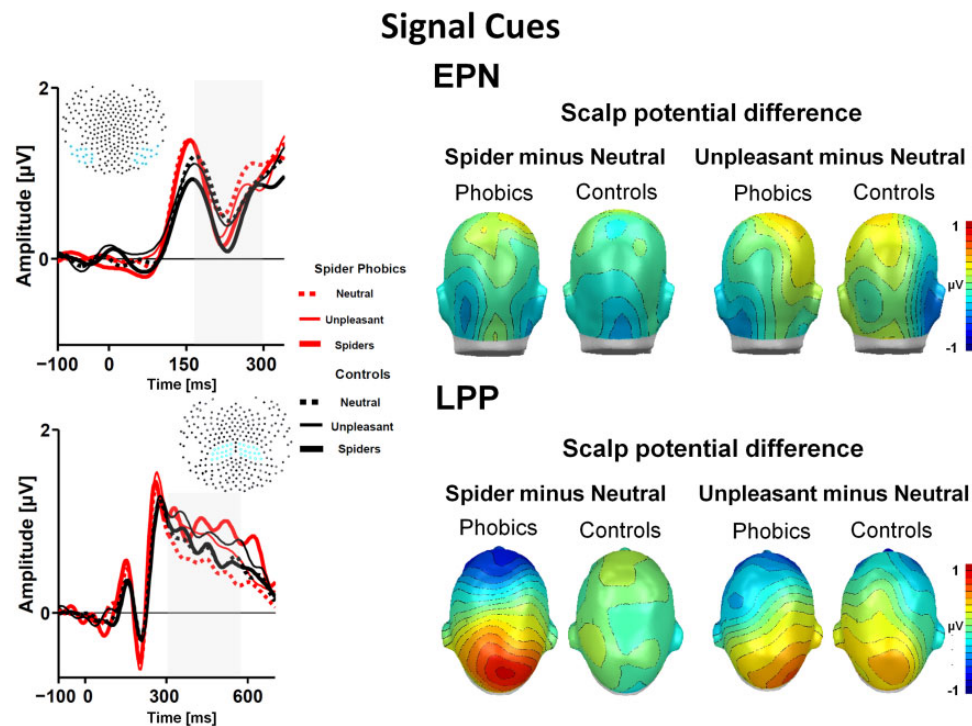 Signal Cues
EPN
Scalp potential difference
Spider minus Neutral
Unpleasant minus Neutral
Phobics
Controls
Phobics
Controls
1
µV
-1
2
1
0
Amplitude [µV]
−100
0
150
300
Time [ms]
Spider Phobics
Neutral
Unpleasant
Spiders
Controls
Neutral
Unpleasant
Spiders
LPP
Scalp potential difference
Spider minus Neutral
Unpleasant minus Neutral
Phobics
Controls
Phobics
Controls
1
µV
-1
2
1
0
Amplitude [µV]
−100
0
300
600
Time [ms]